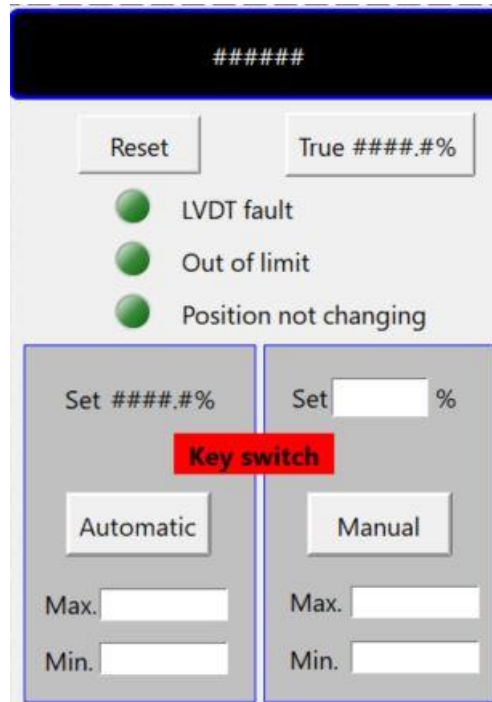 ######
Reset
True ####.#%
LVDT fault
Out of limit
Position not changing
Set ####.#%
Set %
Key switch
Automatic
Manual
Max.
Max.
Min.
Min.